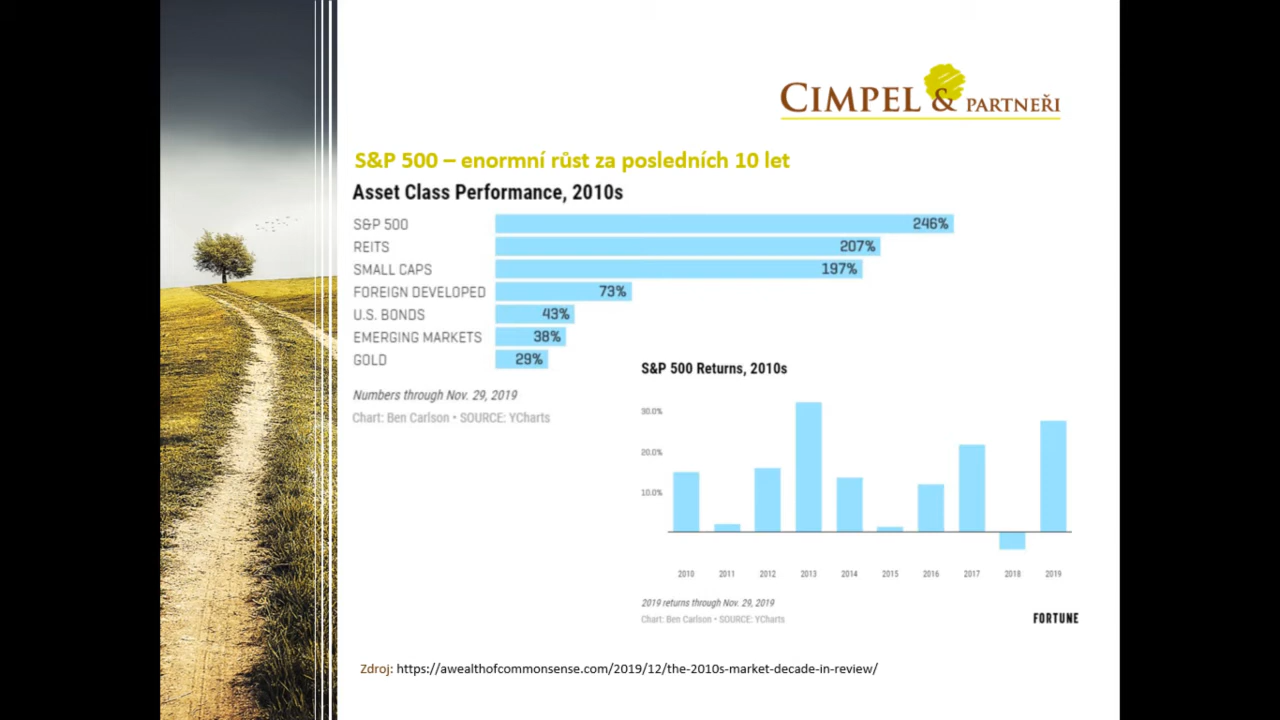 CIMPEL & PARTNEŘI
S&P 500 – enormní růst za posledních 10 let
Asset Class Performance, 2010s
S&P 500 246%
REITS 207%
SMALL CAPS 197%
FOREIGN DEVELOPED 73%
U.S. BONDS 43%
EMERGING MARKETS 38%
GOLD 29%
Numbers through Nov. 29, 2019
Chart: Ben Carlson • SOURCE: YCharts
S&P 500 Returns, 2010s
30.0%
20.0%
10.0%
2010 2011 2012 2013 2014 2015 2016 2017 2018 2019
2019 returns through Nov. 29, 2019
Chart: Ben Carlson • SOURCE: YCharts
FORTUNE
Zdroj: https://awealthofcommonsense.com/2019/12/the-2010s-market-decade-in-review/